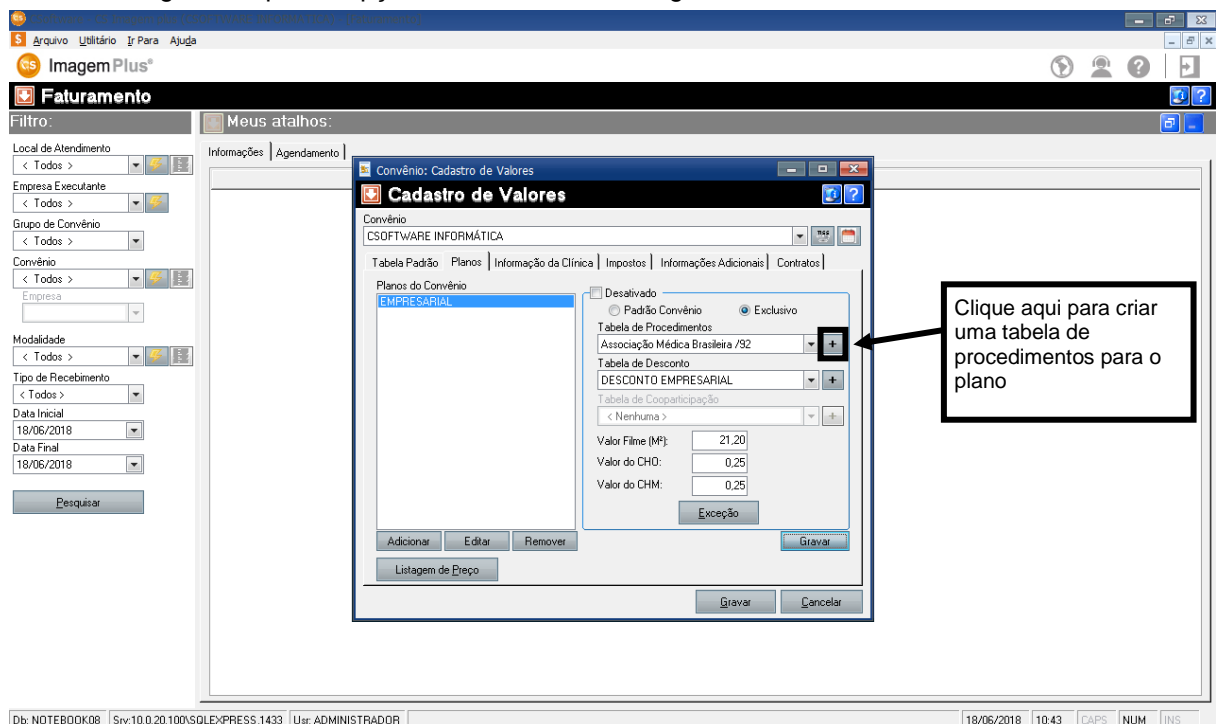 Arquivo Utilitário Ir Para Ajuda
ImagemPlus®
Faturamento
Filtro:
Meus atalhos:
Local de Atendimento
< Todos >
Empresa Executante
< Todos >
Grupo de Convênio
< Todos >
Convênio
< Todos >
Empresa
Modalidade
< Todos >
Tipo de Recebimento
< Todos >
Data Inicial
18/06/2018
Data Final
18/06/2018
Pesquisar
Informações Agendamento
Convênio: Cadastro de Valores
Cadastro de Valores
Convênio
CSOFTWARE INFORMÁTICA
Tabela Padrão Planos Informação da Clínica Impostos Informações Adicionais Contratos
Planos do Convênio
EMPRESARIAL
Desativado
Padrão Convênio Exclusivo
Tabela de Procedimentos
Associação Médica Brasileira /92 +
Tabela de Desconto
DESCONTO EMPRESARIAL +
Tabela de Cooparticipação
< Nenhuma > +
Valor Filme (M²): 21,20
Valor do CHO: 0,25
Valor do CHM: 0,25
Exceção
Adicionar Editar Remover Gravar
Listagem de Preço
Gravar Cancelar
Clique aqui para criar
uma tabela de
procedimentos para o
plano
Db: NOTEBOOK08 Srv:10.0.20.100\SQLEXPRESS,1433 Usr: ADMINISTRADOR 18/06/2018 10:43 CAPS NUM INS